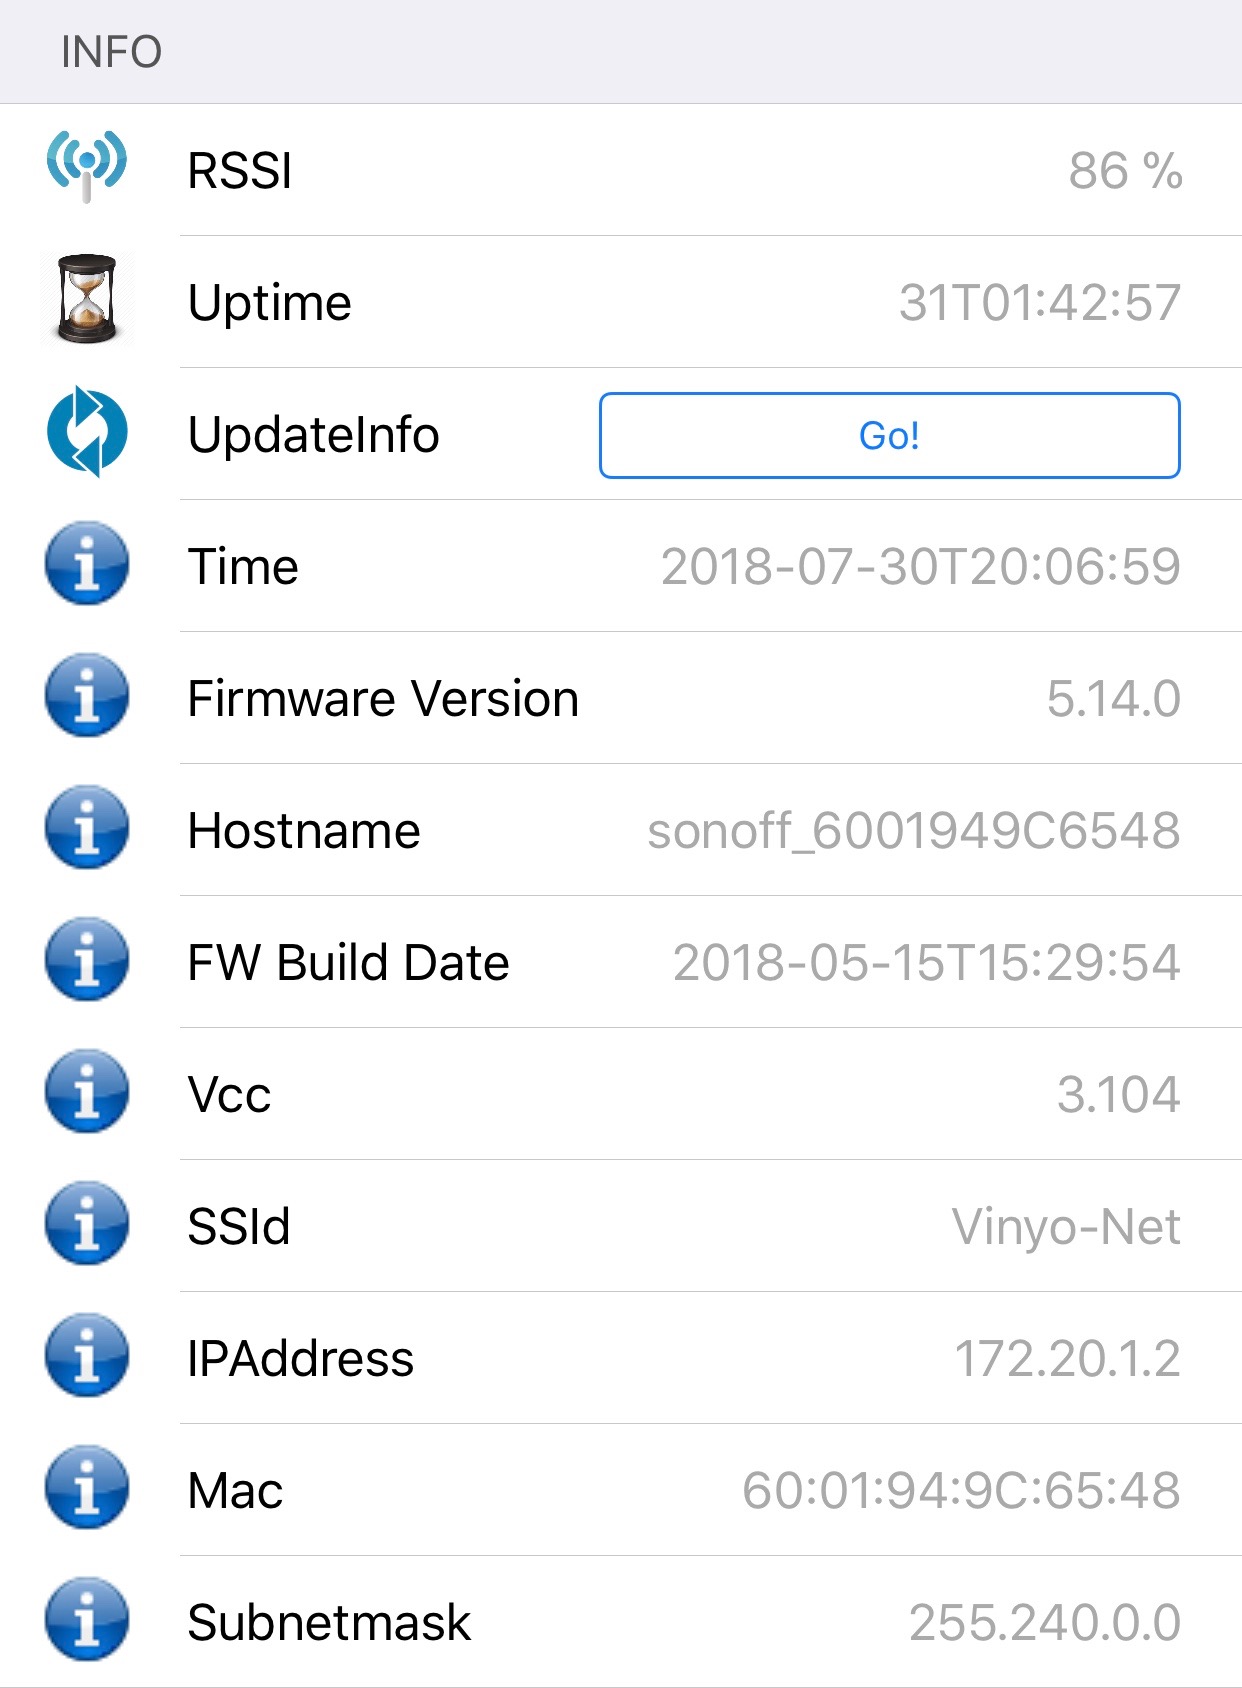 INFO
RSSI 86 %
Uptime 31T01:42:57
UpdateInfo Go!
Time 2018-07-30T20:06:59
Firmware Version 5.14.0
Hostname sonoff_6001949C6548
FW Build Date 2018-05-15T15:29:54
Vcc 3.104
SSId Vinyo-Net
IPAddress 172.20.1.2
Mac 60:01:94:9C:65:48
Subnetmask 255.240.0.0